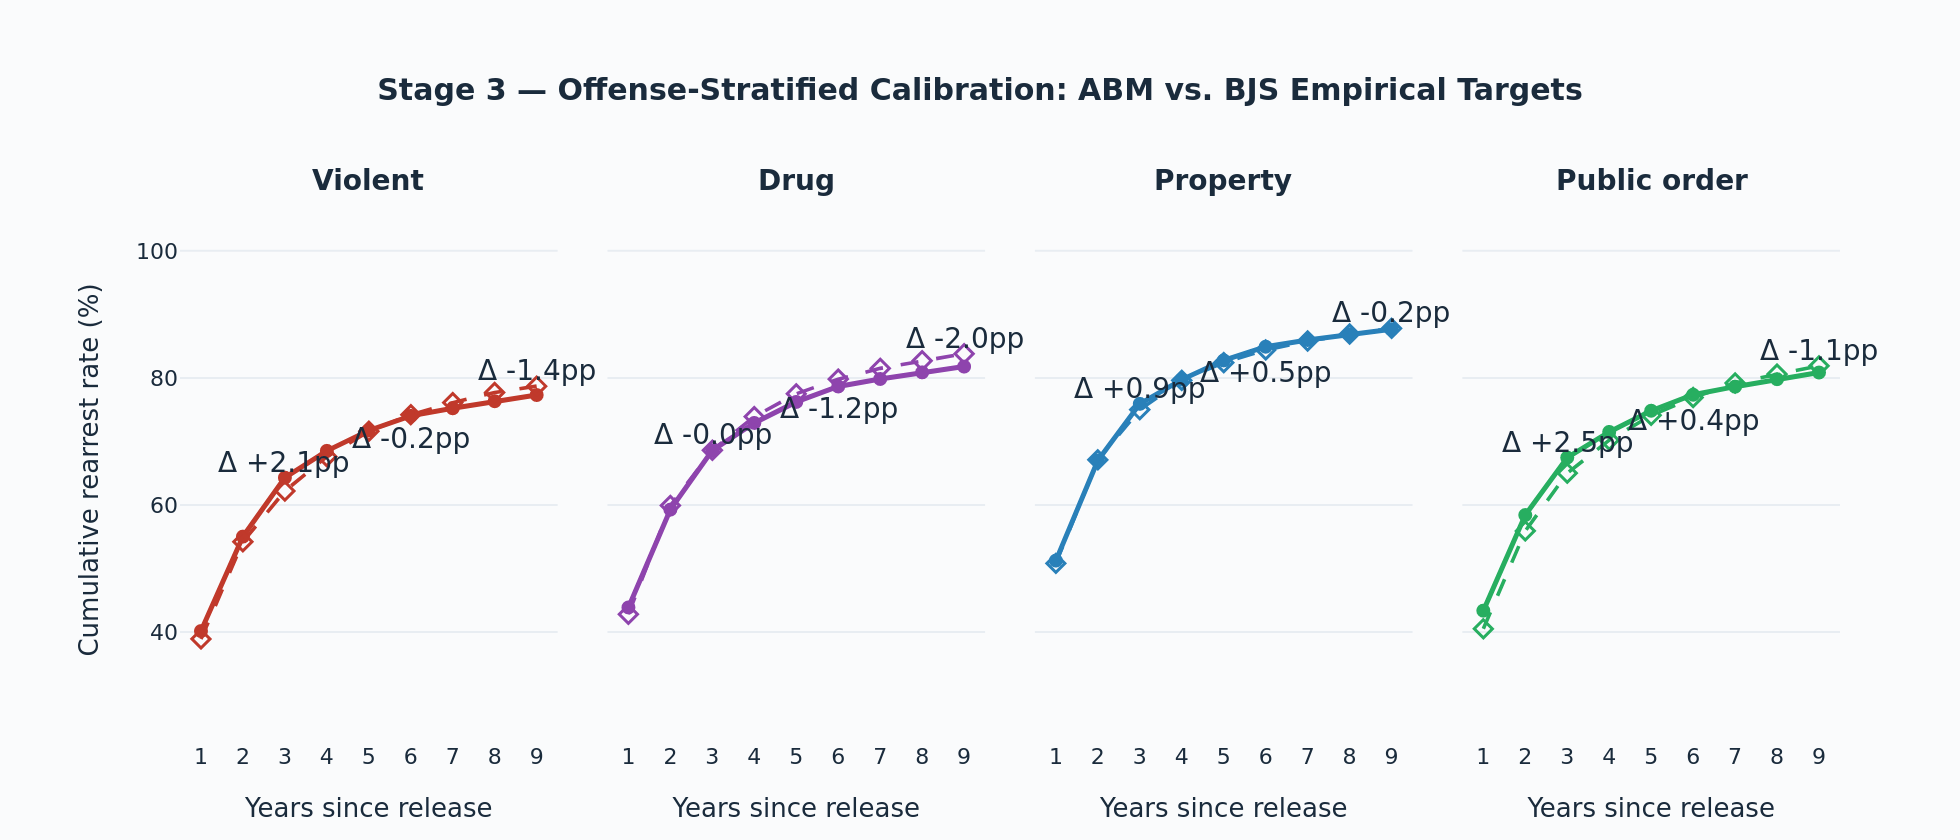 Stage 3 — Offense-Stratified Calibration: ABM vs. BJS Empirical Targets
Violent
Drug
Property
Public order
Cumulative rearrest rate (%)
100
80
60
40
Δ +2.1pp
Δ -0.2pp
Δ -1.4pp
1 2 3 4 5 6 7 8 9
Years since release
Δ -0.0pp
Δ -1.2pp
Δ -2.0pp
1 2 3 4 5 6 7 8 9
Years since release
Δ +0.9pp
Δ +0.5pp
Δ -0.2pp
1 2 3 4 5 6 7 8 9
Years since release
Δ +2.5pp
Δ +0.4pp
Δ -1.1pp
1 2 3 4 5 6 7 8 9
Years since release